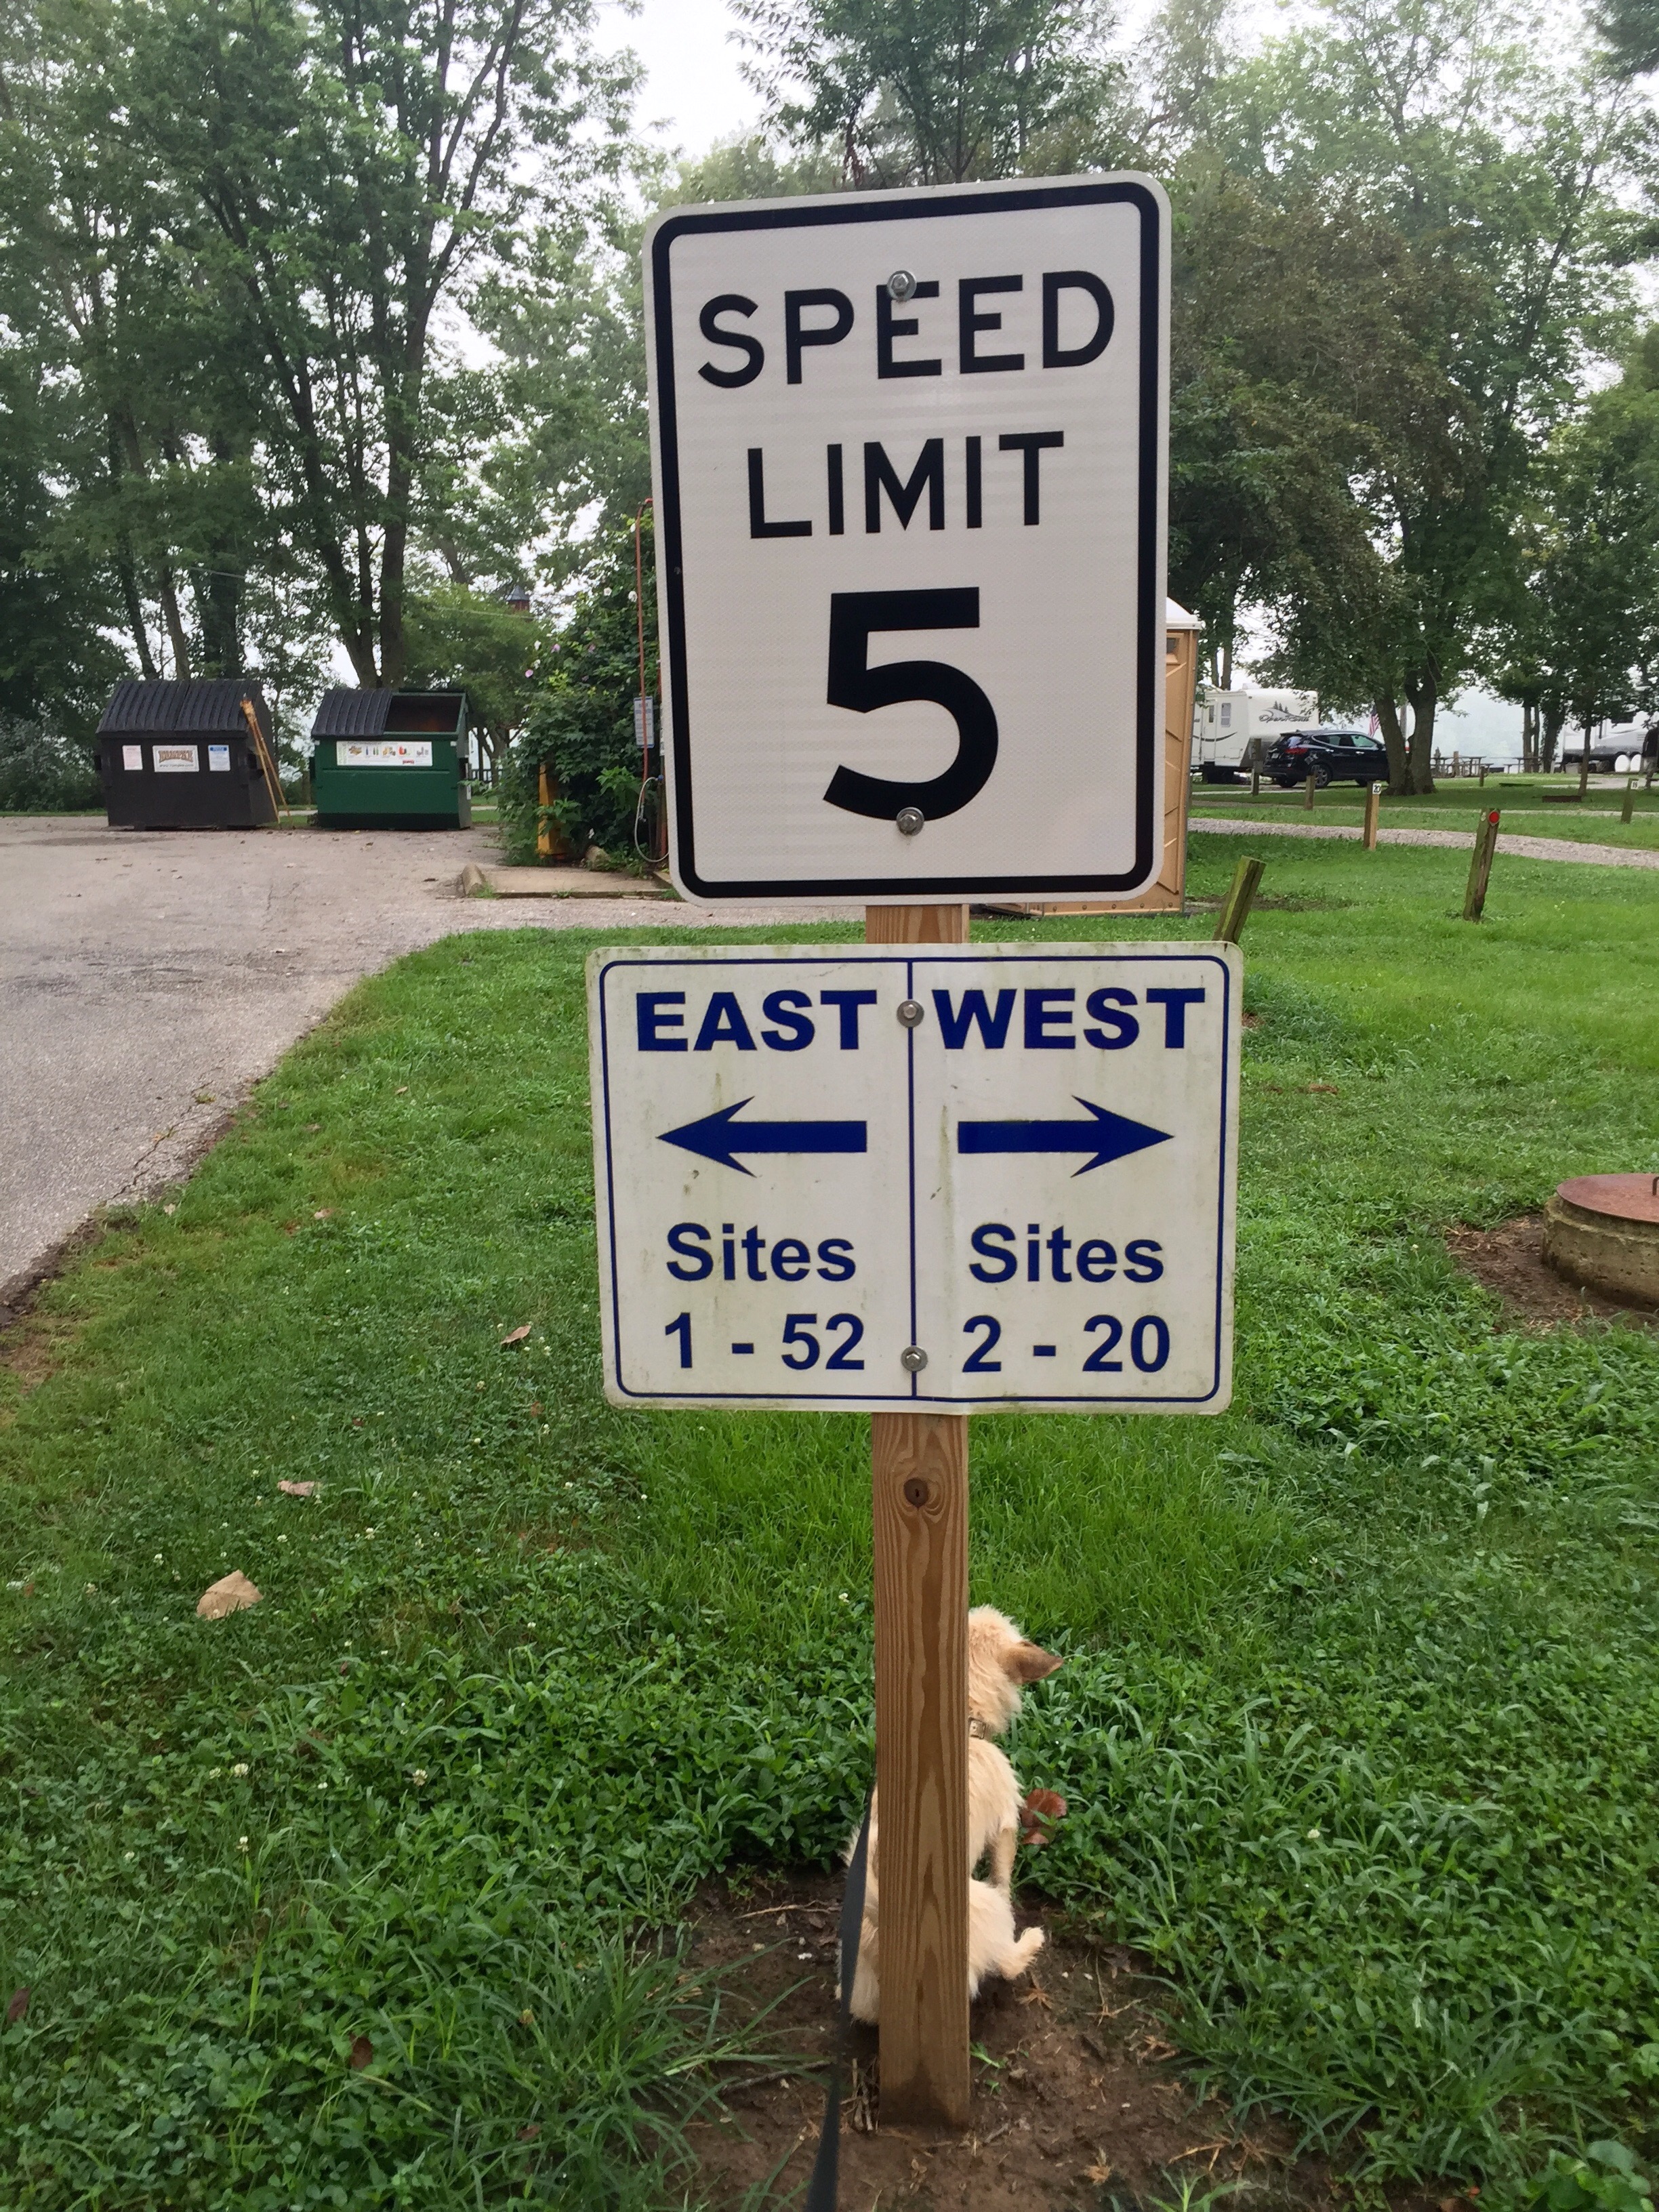 SPEED
LIMIT
5
EAST
Sites
1 - 52
WEST
Sites
2 - 20